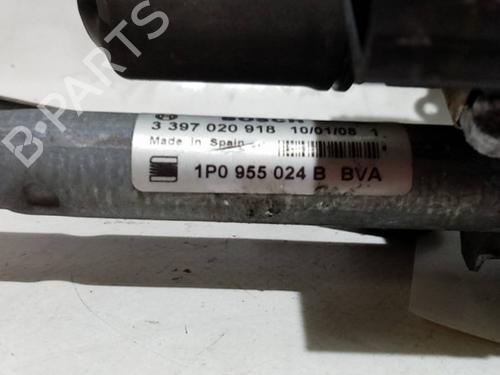 BOSCH
3 397 020 918 10/01/08 1.
Made in Spain
1P0 955 024 B BVA
B-PARTS